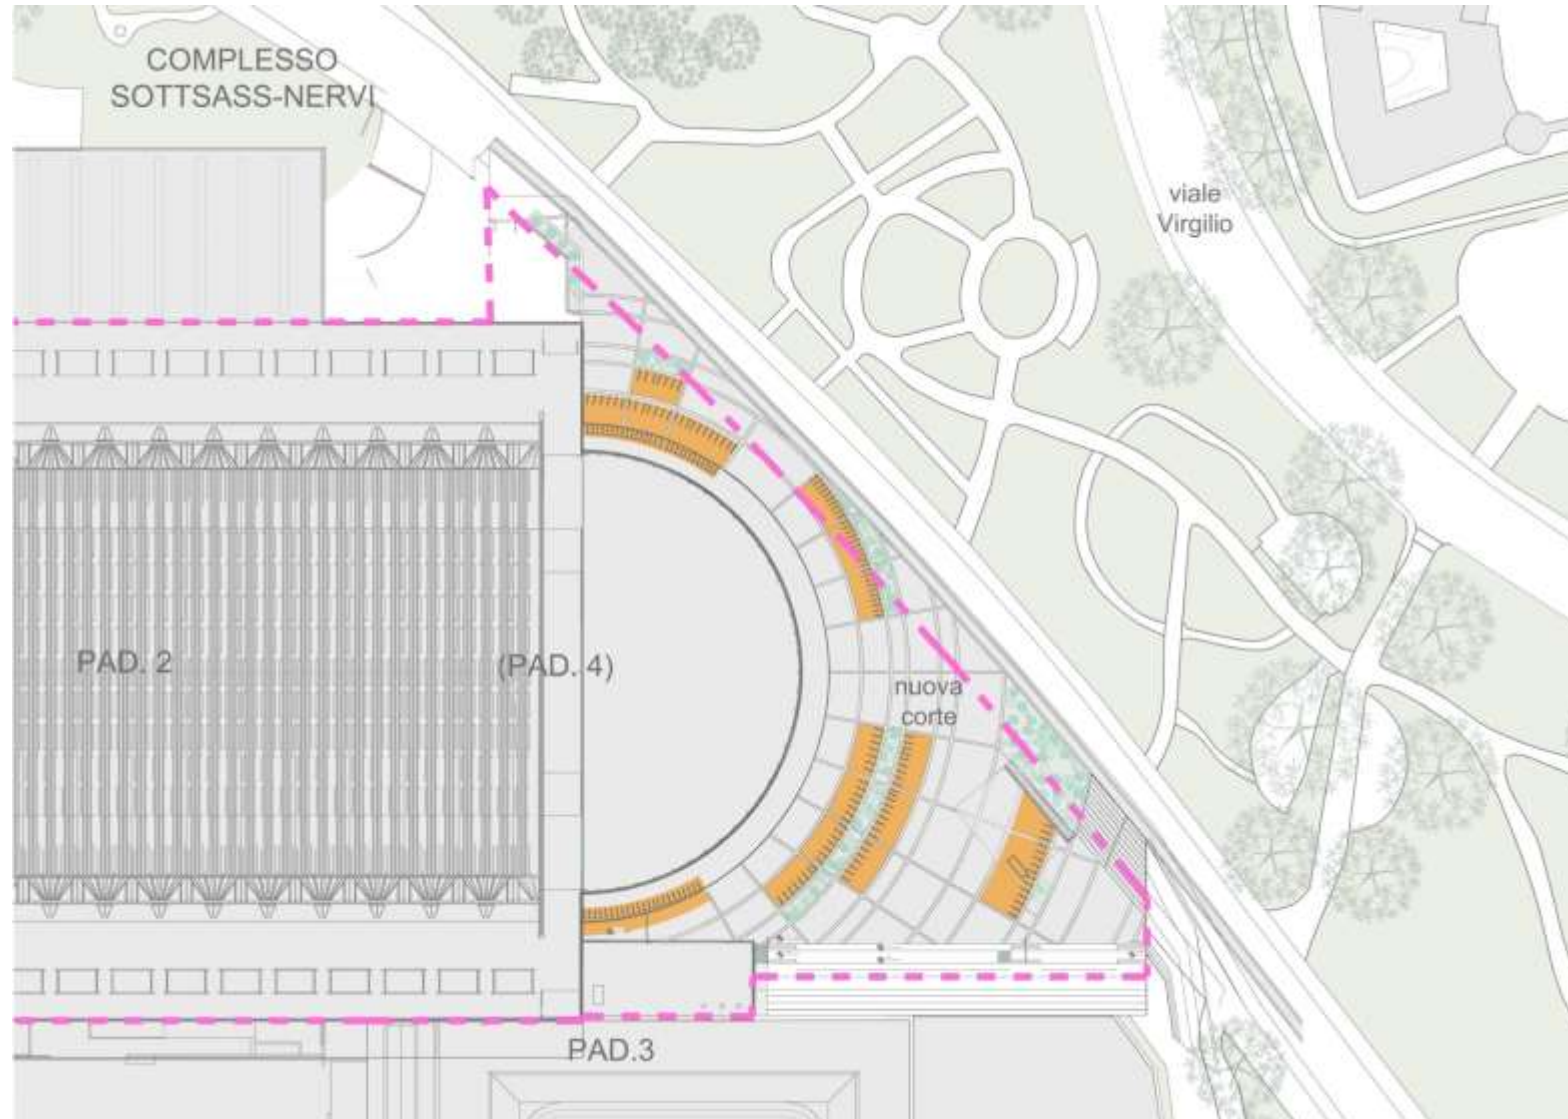 COMPLESSO
SOTTSASS-NERVI
viale
Virgilio
PAD. 2
(PAD. 4)
nuova
corte
PAD.3